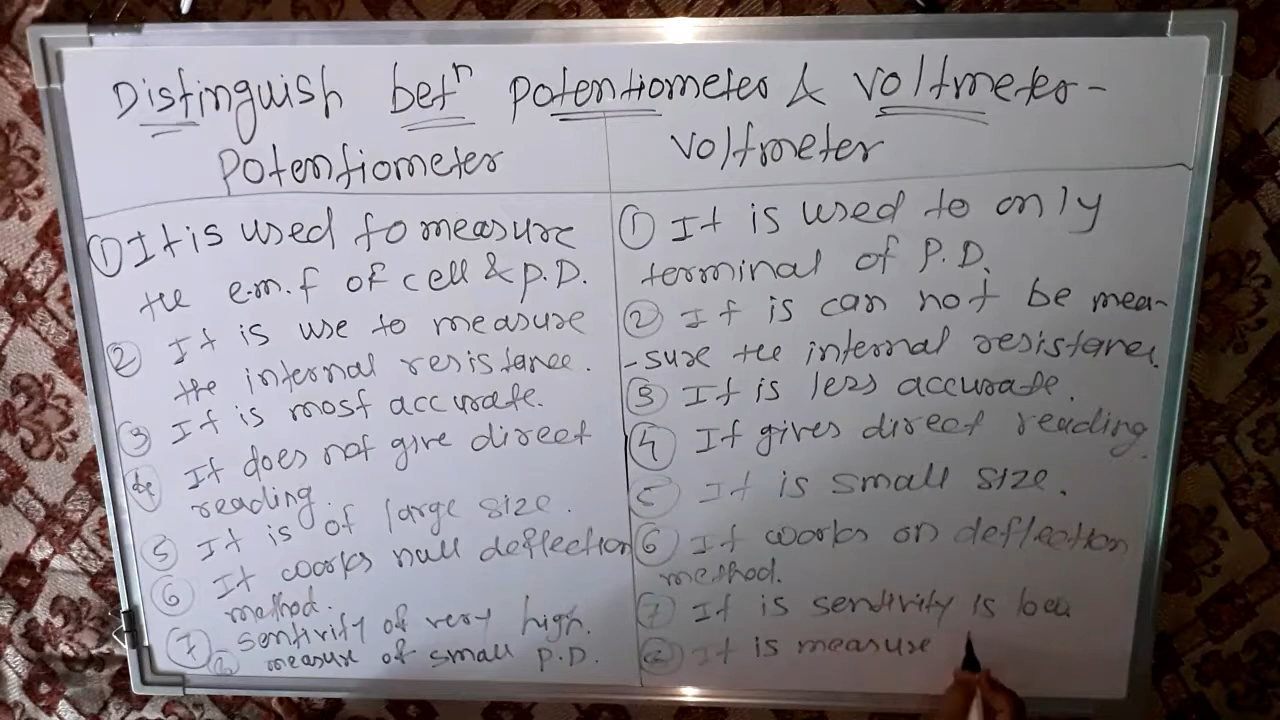 Distinguish betⁿ potentiometer & voltmeter-
Potentiometer
① It is used to measure
the e.m.f of cell & p.D.
② It is use to measure
the internal resistance.
③ It is most accurate.
④ It does not give direct
reading.
⑤ It is of large size.
⑥ It works null deflection
method.
⑦ sentivity of very high.
⑧ measure of small p.D.
voltmeter
① It is used to only
terminal of P.D.
② It is can not be mea-
-sure the internal resistance.
③ It is less accurate.
④ It gives direct reading.
⑤ It is small size.
⑥ It works on deflection
method.
⑦ It is sentivity is low
⑧ It is measure